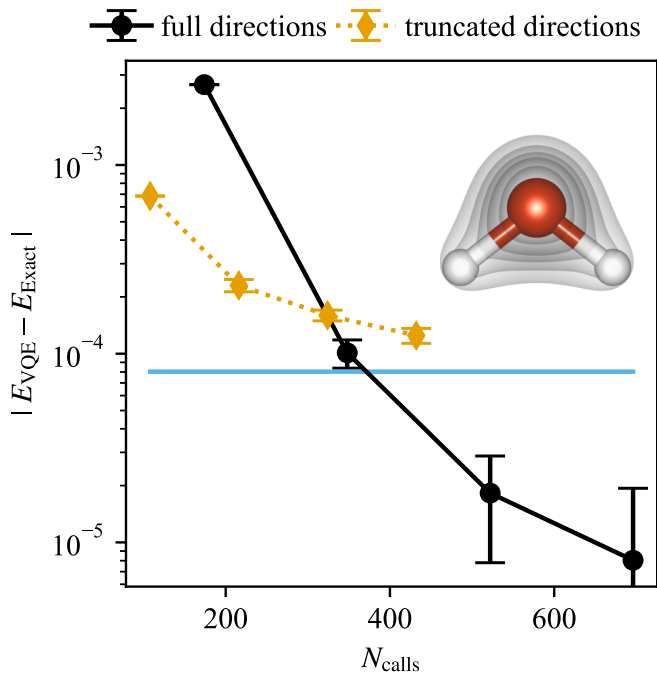 full directions truncated directions
10⁻³
10⁻⁴
10⁻⁵
| E_VQE − E_Exact |
200 400 600
N_calls